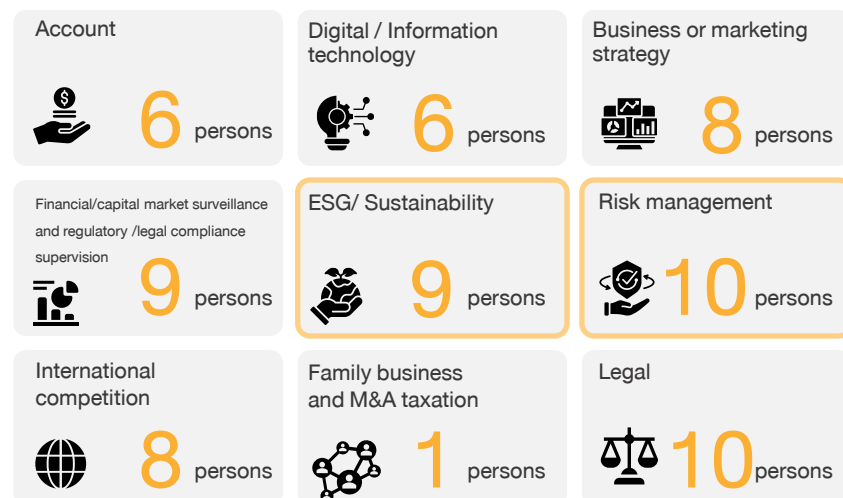 Account
6 persons
Digital / Information
technology
6 persons
Business or marketing
strategy
8 persons
Financial/capital market surveillance
and regulatory /legal compliance
supervision
9 persons
ESG/ Sustainability
9 persons
Risk management
10 persons
International
competition
8 persons
Family business
and M&A taxation
1 persons
Legal
10 persons